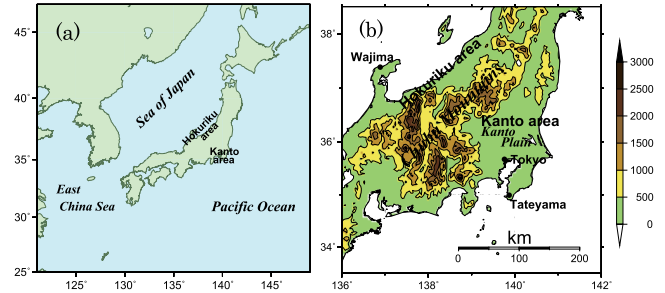 (a)
45°
40°
35°
30°
25°
125°
130°
135°
140°
145°
Sea of Japan
Hokuriku
area
Kanto
area
East
China Sea
Pacific Ocean
(b)
Wajima
Hokuriku area
Chubu Mountains
Kanto area
Kanto
Plain
Tokyo
Tateyama
km
0 100 200
38°
36°
34°
136°
138°
140°
142°
3000
2500
2000
1500
1000
500
0